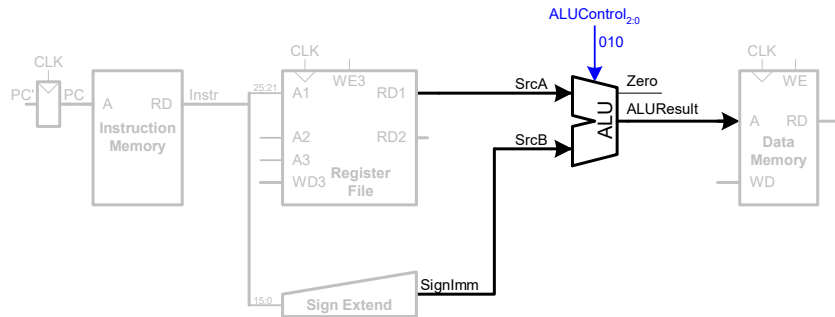 ALUControl2:0
010
CLK
CLK
CLK
PC'
PC
A
RD
Instr
Instruction
Memory
25:21
A1
WE3
RD1
A2
RD2
A3
WD3
Register
File
SrcA
SrcB
ALU
Zero
ALUResult
WE
A
RD
Data
Memory
WD
15:0
Sign Extend
SignImm